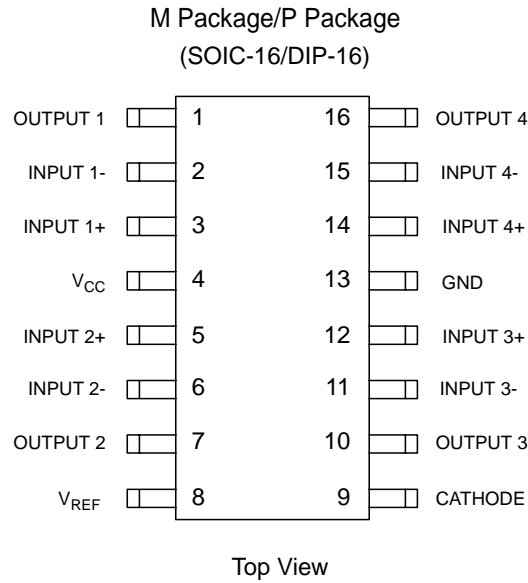 M Package/P Package
(SOIC-16/DIP-16)
OUTPUT 1 1 16 OUTPUT 4
INPUT 1- 2 15 INPUT 4-
INPUT 1+ 3 14 INPUT 4+
VCC 4 13 GND
INPUT 2+ 5 12 INPUT 3+
INPUT 2- 6 11 INPUT 3-
OUTPUT 2 7 10 OUTPUT 3
VREF 8 9 CATHODE
Top View